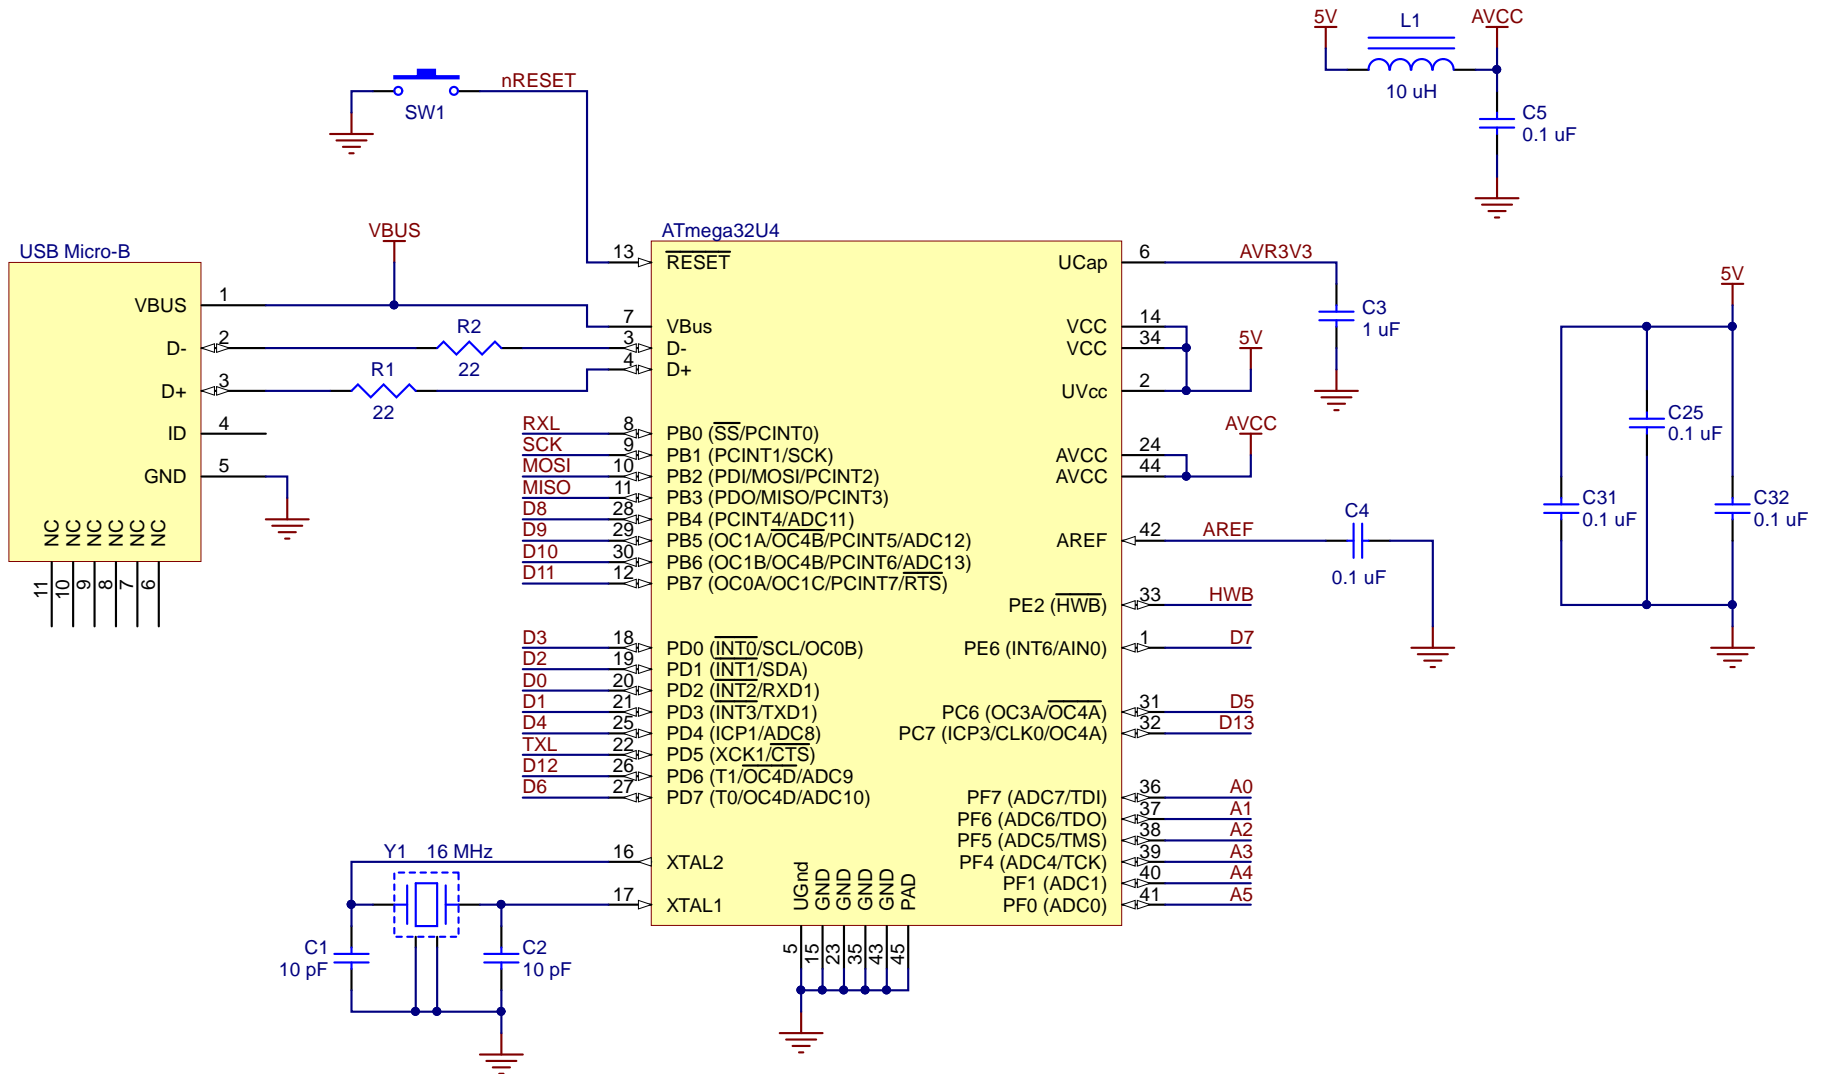 5V
L1
AVCC
10 uH
C5
0.1 uF
nRESET
SW1
VBUS
USB Micro-B
VBUS 1
D- 2
D+ 3
ID 4
GND 5
NC NC NC NC NC NC
11 10 9 8 7 6
R2
22
R1
22
ATmega32U4
13 RESET
7 VBus
3 D-
4 D+
RXL 8 PB0 (SS/PCINT0)
SCK 9 PB1 (PCINT1/SCK)
MOSI 10 PB2 (PDI/MOSI/PCINT2)
MISO 11 PB3 (PDO/MISO/PCINT3)
D8 28 PB4 (PCINT4/ADC11)
D9 29 PB5 (OC1A/OC4B/PCINT5/ADC12)
D10 30 PB6 (OC1B/OC4B/PCINT6/ADC13)
D11 12 PB7 (OC0A/OC1C/PCINT7/RTS)
D3 18 PD0 (INT0/SCL/OC0B)
D2 19 PD1 (INT1/SDA)
D0 20 PD2 (INT2/RXD1)
D1 21 PD3 (INT3/TXD1)
D4 25 PD4 (ICP1/ADC8)
TXL 22 PD5 (XCK1/CTS)
D12 26 PD6 (T1/OC4D/ADC9
D6 27 PD7 (T0/OC4D/ADC10)
16 XTAL2
17 XTAL1
Y1 16 MHz
C1
10 pF
C2
10 pF
UGnd GND GND GND GND PAD
5 15 23 35 43 45
UCap 6 AVR3V3
VCC 14
VCC 34
UVcc 2
5V
AVCC
AVCC 24
AVCC 44
AREF 42 AREF
PE2 (HWB) 33 HWB
PE6 (INT6/AIN0) 1 D7
PC6 (OC3A/OC4A) 31 D5
PC7 (ICP3/CLK0/OC4A) 32 D13
PF7 (ADC7/TDI) 36 A0
PF6 (ADC6/TDO) 37 A1
PF5 (ADC5/TMS) 38 A2
PF4 (ADC4/TCK) 39 A3
PF1 (ADC1) 40 A4
PF0 (ADC0) 41 A5
C3
1 uF
C4
0.1 uF
5V
C25
0.1 uF
C31
0.1 uF
C32
0.1 uF